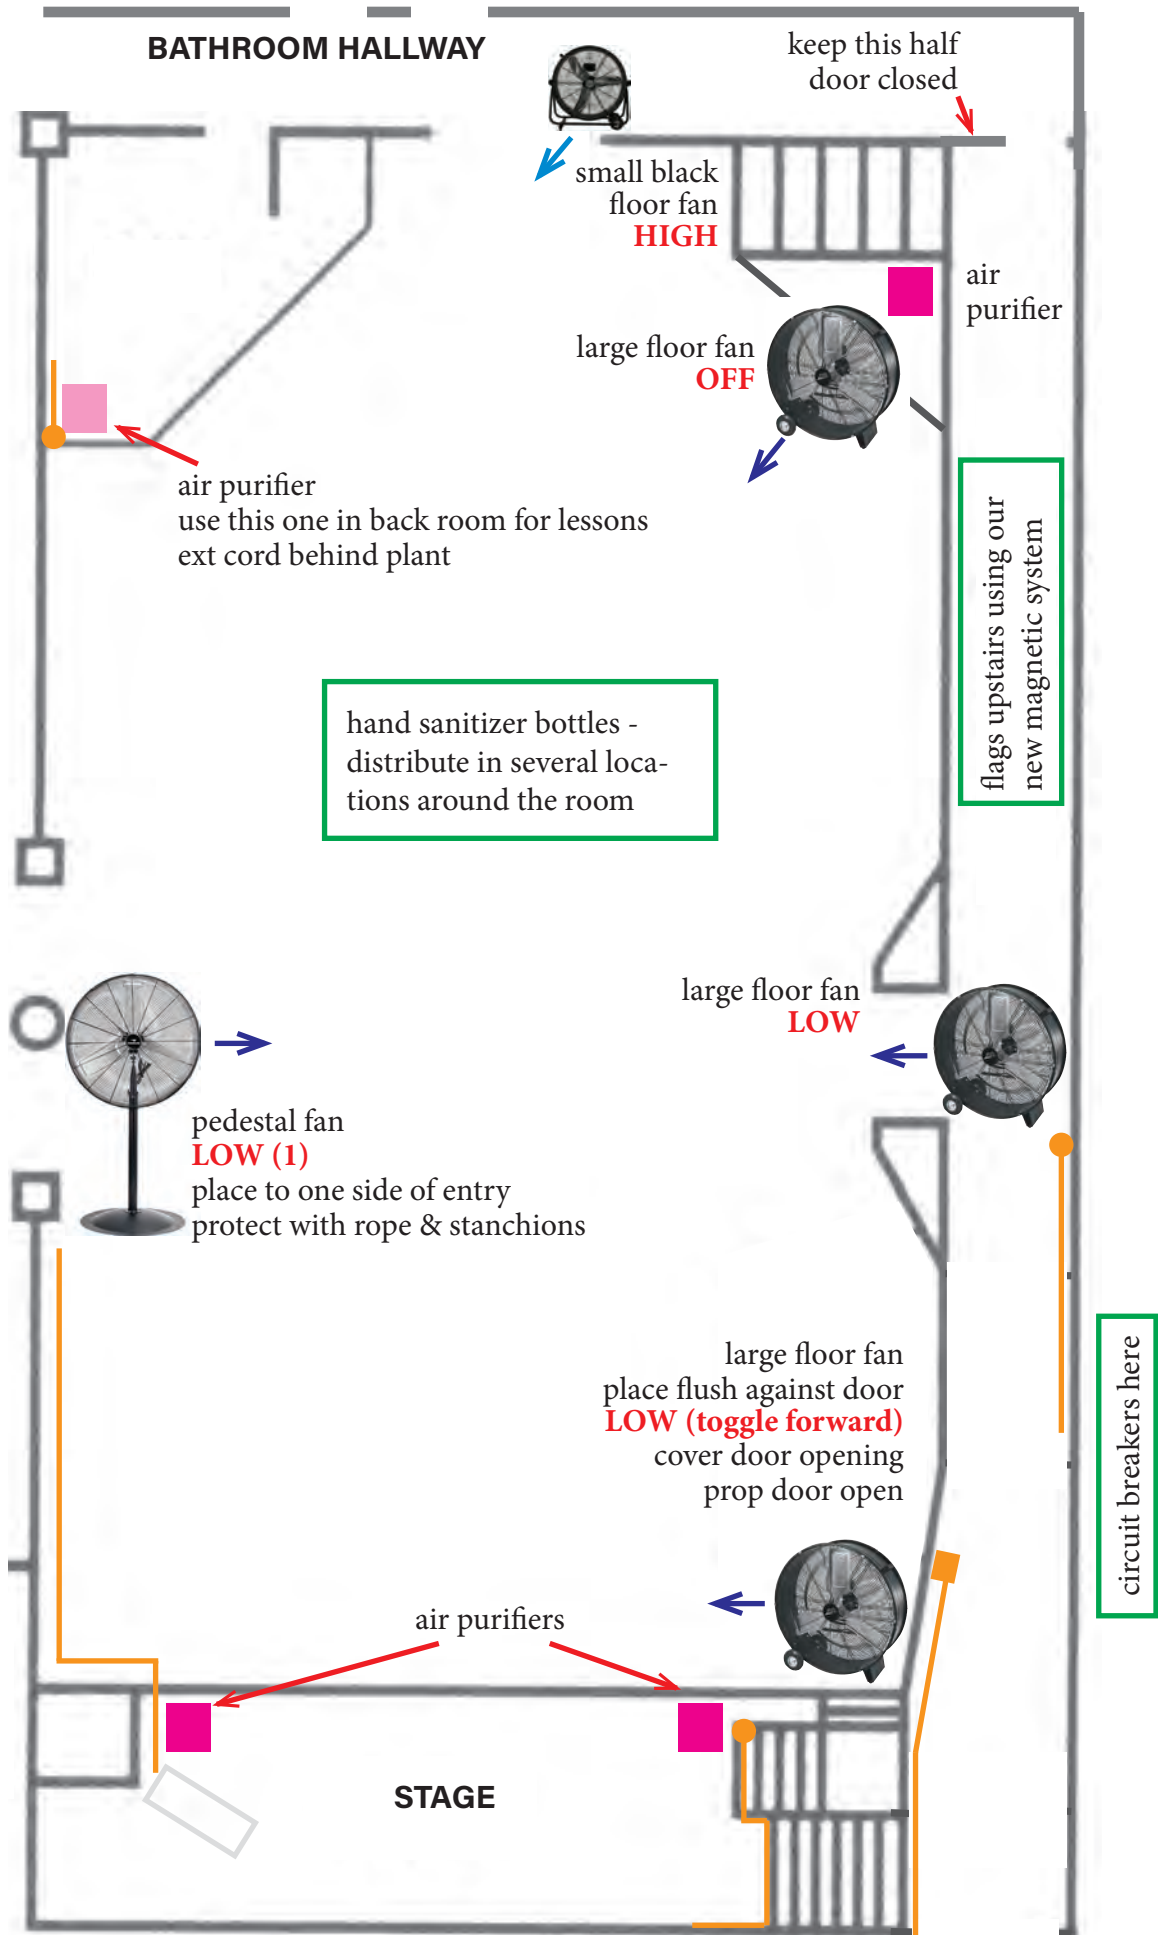 BATHROOM HALLWAY
keep this half
door closed
small black
floor fan
HIGH
air
purifier
large floor fan
OFF
air purifier
use this one in back room for lessons
ext cord behind plant
flags upstairs using our
new magnetic system
hand sanitizer bottles -
distribute in several loca-
tions around the room
large floor fan
LOW
pedestal fan
LOW (1)
place to one side of entry
protect with rope & stanchions
large floor fan
place flush against door
LOW (toggle forward)
cover door opening
prop door open
circuit breakers here
air purifiers
STAGE